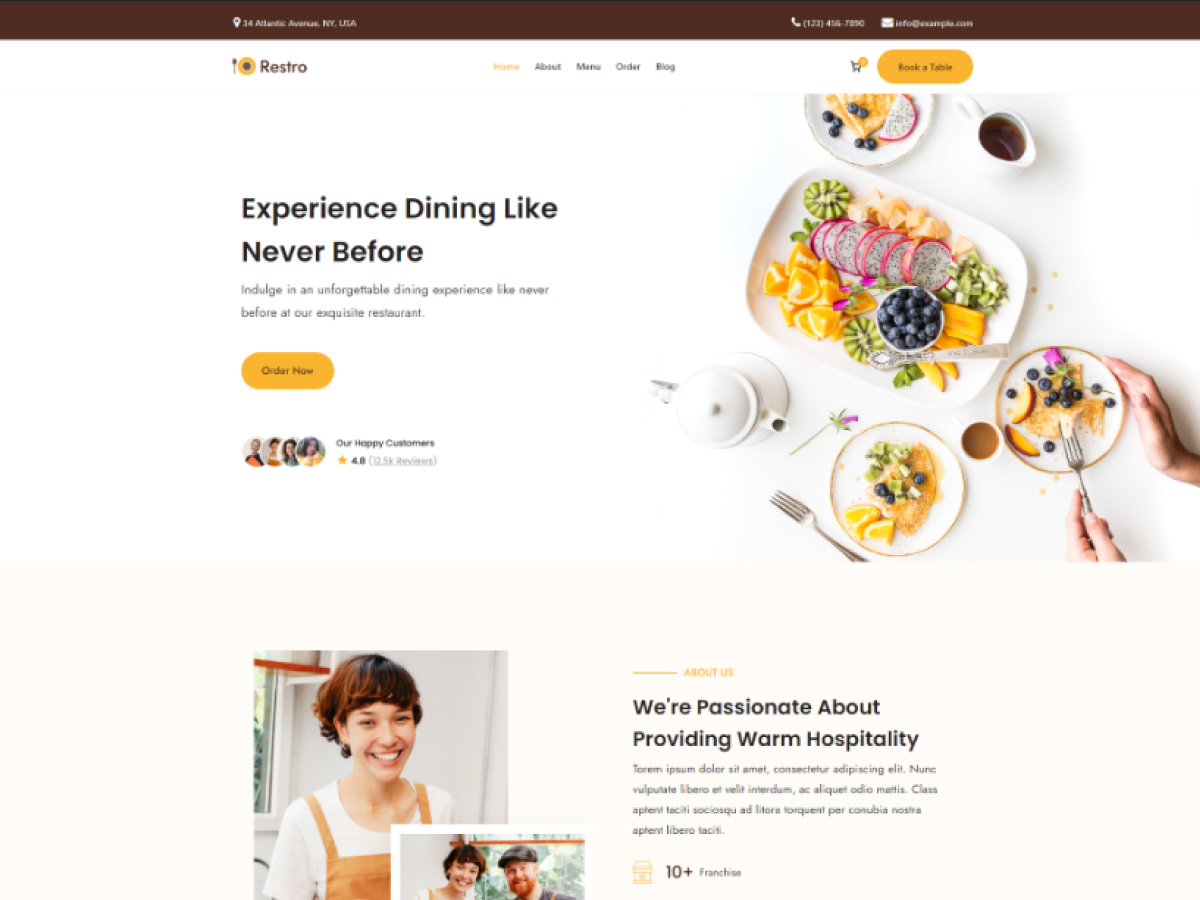 34 Atlantic Avenue, NY, USA
(123) 456-7890
info@example.com
Restro
Home
About
Menu
Order
Blog
0
Book a Table
Experience Dining Like
Never Before
Indulge in an unforgettable dining experience like never
before at our exquisite restaurant.
Order Now
Our Happy Customers
4.8 (12.5k Reviews)
ABOUT US
We're Passionate About
Providing Warm Hospitality
Torem ipsum dolor sit amet, consectetur adipiscing elit. Nunc
vulputate libero et velit interdum, ac aliquet odio mattis. Class
aptent taciti sociosqu ad litora torquent per conubia nostra
aptent libero taciti.
10+ Franchise